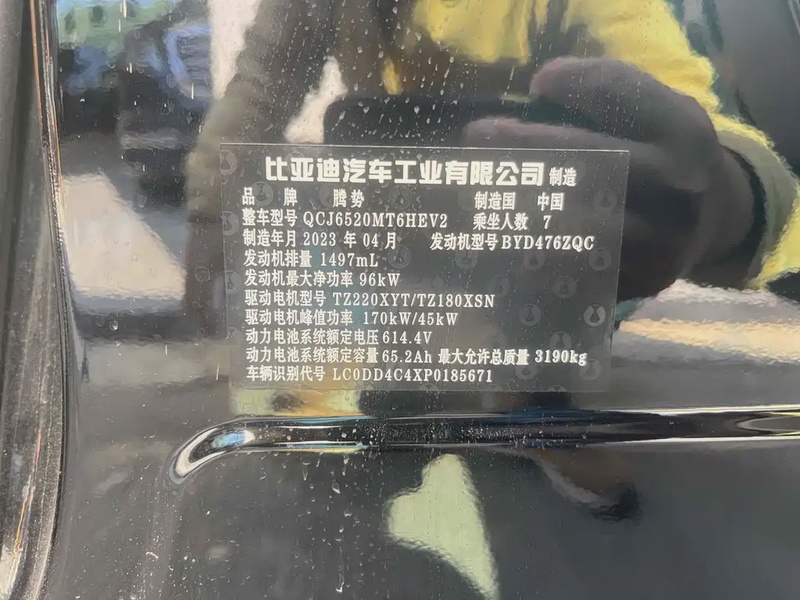 比亚迪汽车工业有限公司 制造
品 牌 腾势 制造国 中国
整车型号 QCJ6520MT6HEV2 乘坐人数 7
制造年月 2023 年 04 月 发动机型号 BYD476ZQC
发动机排量 1497mL
发动机最大净功率 96kW
驱动电机型号 TZ220XYT/TZ180XSN
驱动电机峰值功率 170kW/45kW
动力电池系统额定电压 614.4V
动力电池系统额定容量 65.2Ah 最大允许总质量 3190kg
车辆识别代号 LC0DD4C4XP0185671